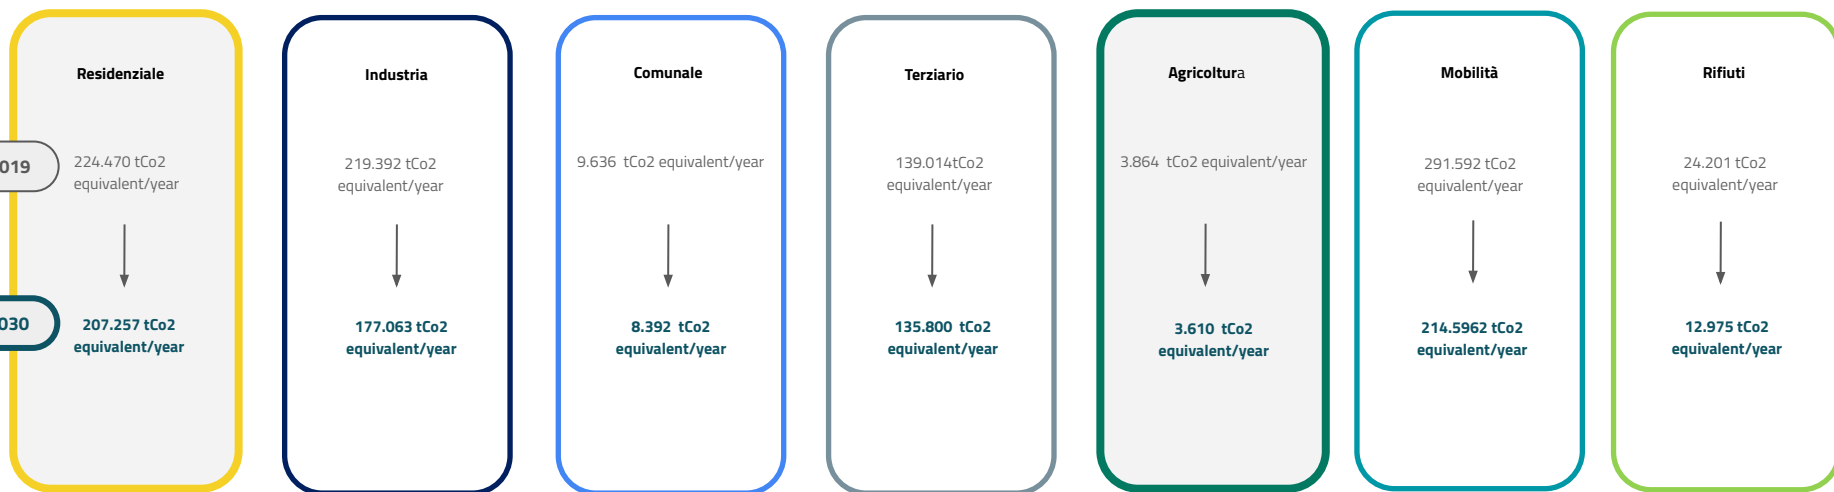 Residenziale
Industria
Comunale
Terziario
Agricoltura
Mobilità
Rifiuti
019
224.470 tCo2
equivalent/year
219.392 tCo2
equivalent/year
9.636 tCo2 equivalent/year
139.014tCo2
equivalent/year
3.864 tCo2 equivalent/year
291.592 tCo2
equivalent/year
24.201 tCo2
equivalent/year
030
207.257 tCo2
equivalent/year
177.063 tCo2
equivalent/year
8.392 tCo2
equivalent/year
135.800 tCo2
equivalent/year
3.610 tCo2
equivalent/year
214.5962 tCo2
equivalent/year
12.975 tCo2
equivalent/year